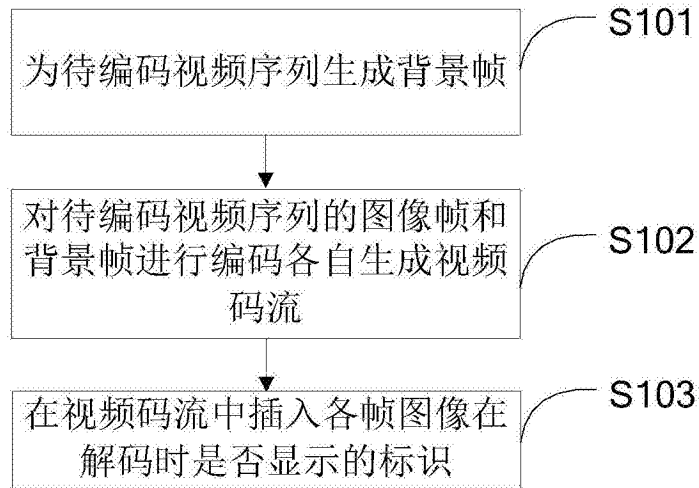 S101
为待编码视频序列生成背景帧
对待编码视频序列的图像帧和
背景帧进行编码各自生成视频
码流
S102
在视频码流中插入各帧图像在
解码时是否显示的标识
S103